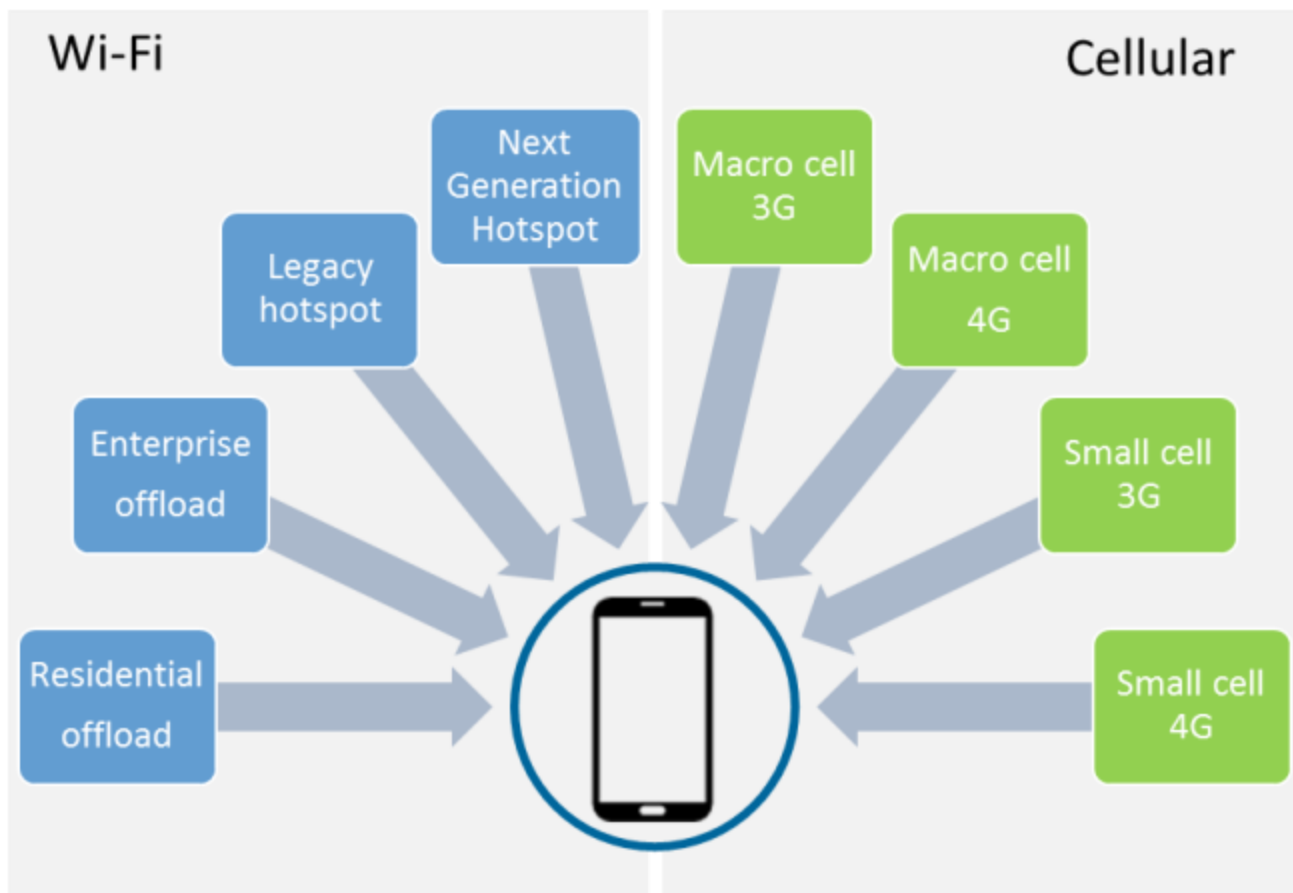 Wi-Fi
Cellular
Next
Generation
Hotspot
Macro cell
3G
Legacy
hotspot
Macro cell
4G
Enterprise
offload
Small cell
3G
Residential
offload
Small cell
4G